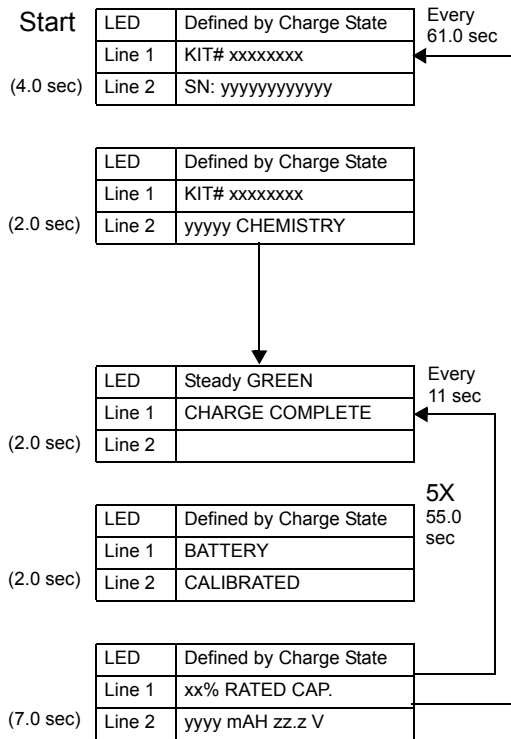 Start
LED Defined by Charge State
Every
61.0 sec
Line 1 KIT# xxxxxxxx
(4.0 sec) Line 2 SN: yyyyyyyyyyyy
LED Defined by Charge State
Line 1 KIT# xxxxxxxx
(2.0 sec) Line 2 yyyyy CHEMISTRY
LED Steady GREEN
Every
11 sec
Line 1 CHARGE COMPLETE
(2.0 sec) Line 2
5X
55.0
sec
LED Defined by Charge State
Line 1 BATTERY
(2.0 sec) Line 2 CALIBRATED
LED Defined by Charge State
Line 1 xx% RATED CAP.
(7.0 sec) Line 2 yyyy mAH zz.z V